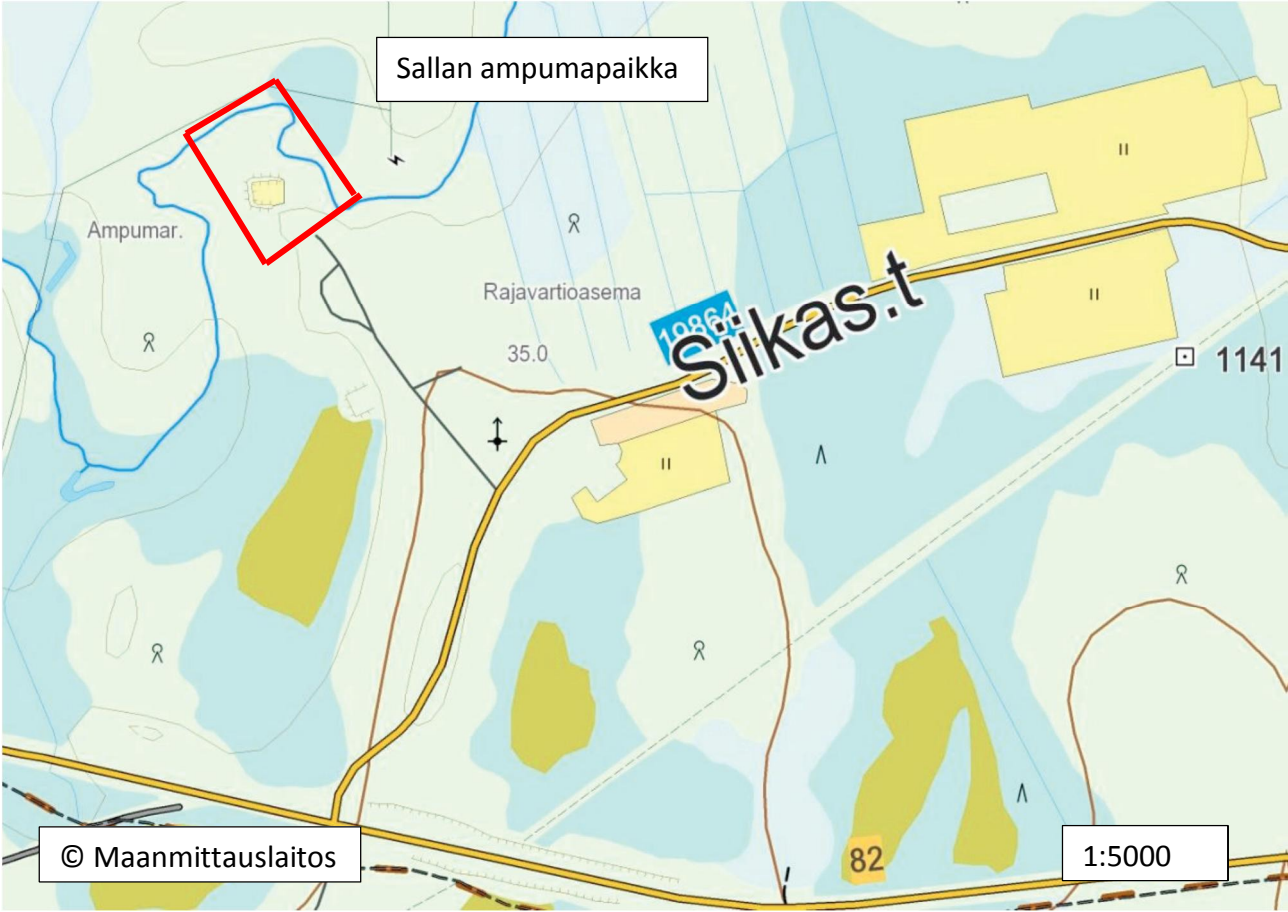 Sallan ampumapaikka
Ampumar.
Rajavartioasema
35.0
19864
Siikas.t
1141
82
© Maanmittauslaitos
1:5000